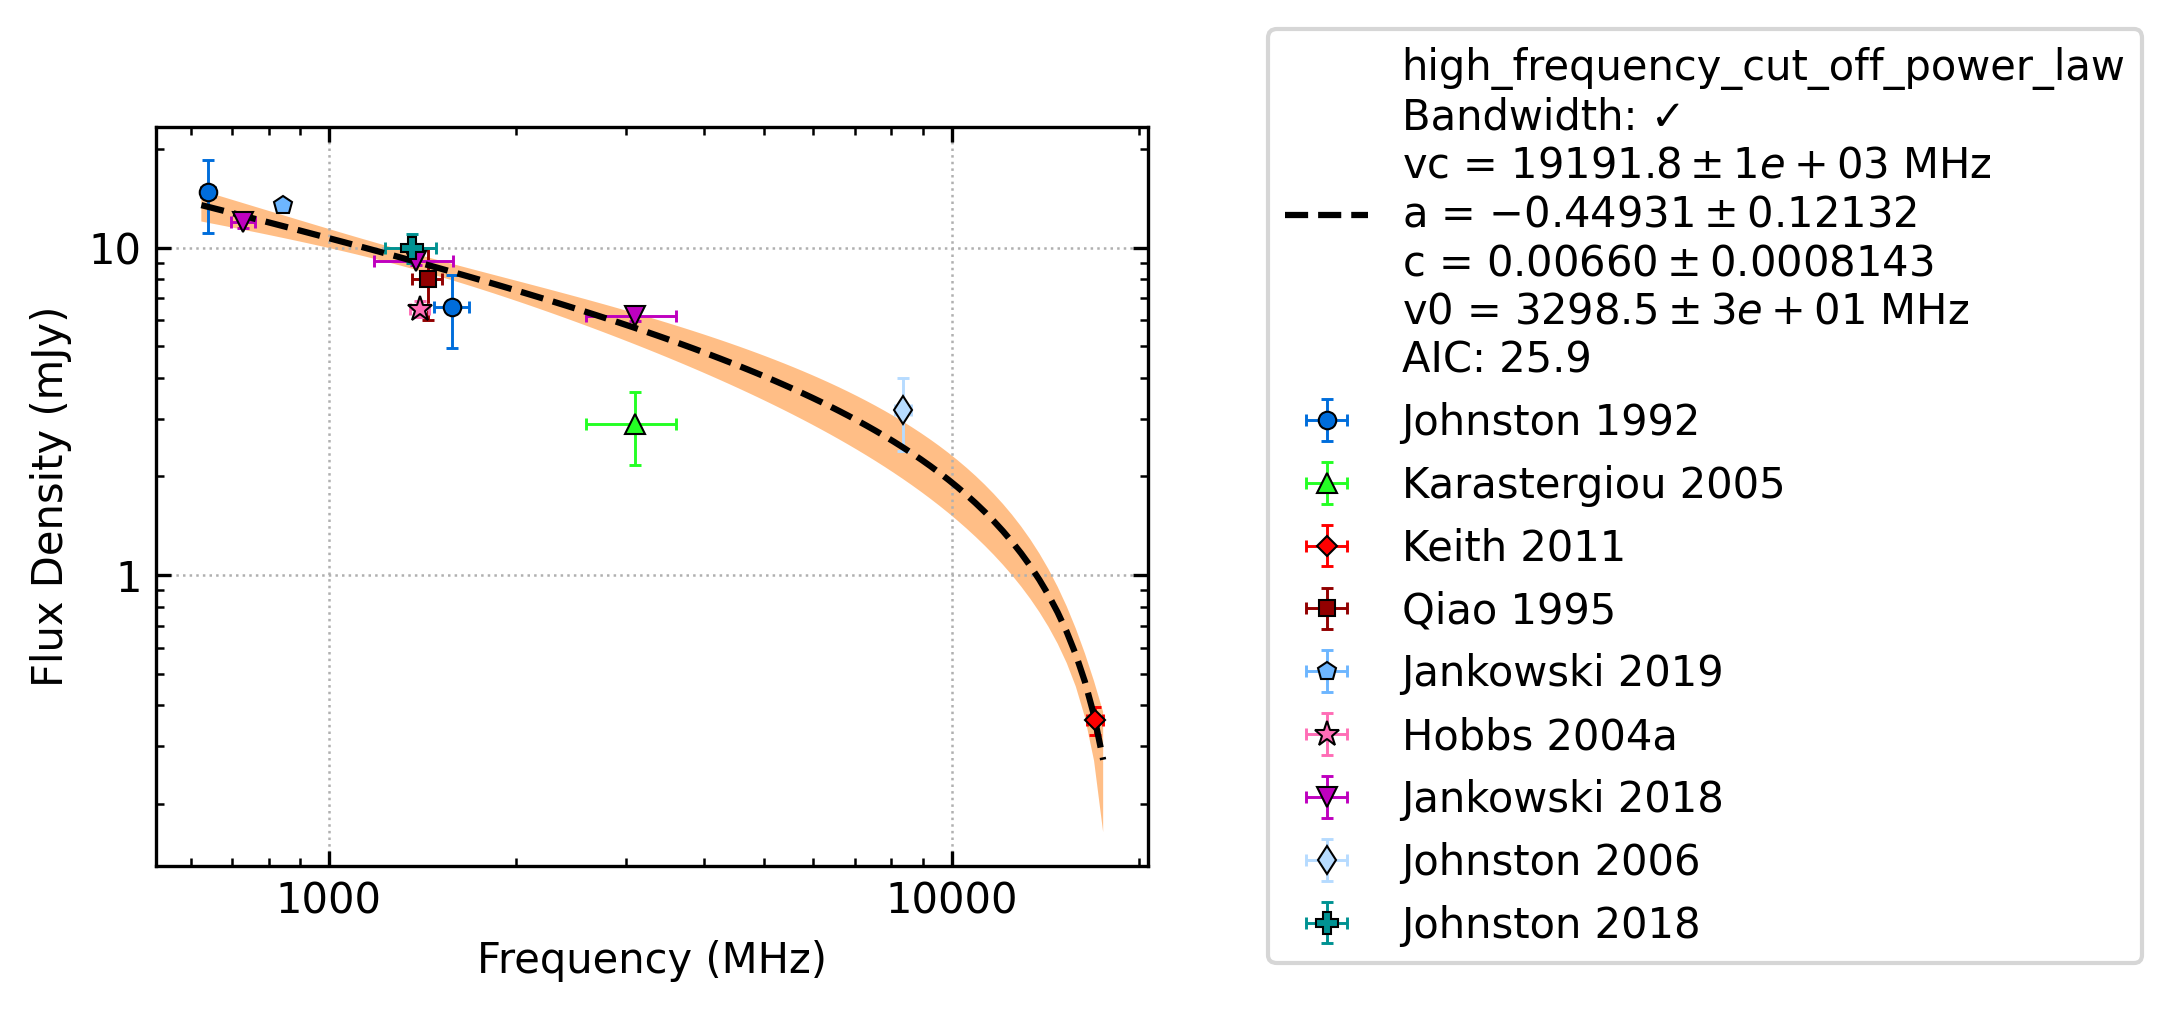 high_frequency_cut_off_power_law
Bandwidth: ✓
vc = 19191.8 ± 1e + 03 MHz
a = −0.44931 ± 0.12132
c = 0.00660 ± 0.0008143
v0 = 3298.5 ± 3e + 01 MHz
AIC: 25.9
Johnston 1992
Karastergiou 2005
Keith 2011
Qiao 1995
Jankowski 2019
Hobbs 2004a
Jankowski 2018
Johnston 2006
Johnston 2018
Flux Density (mJy)
10
1
1000
10000
Frequency (MHz)